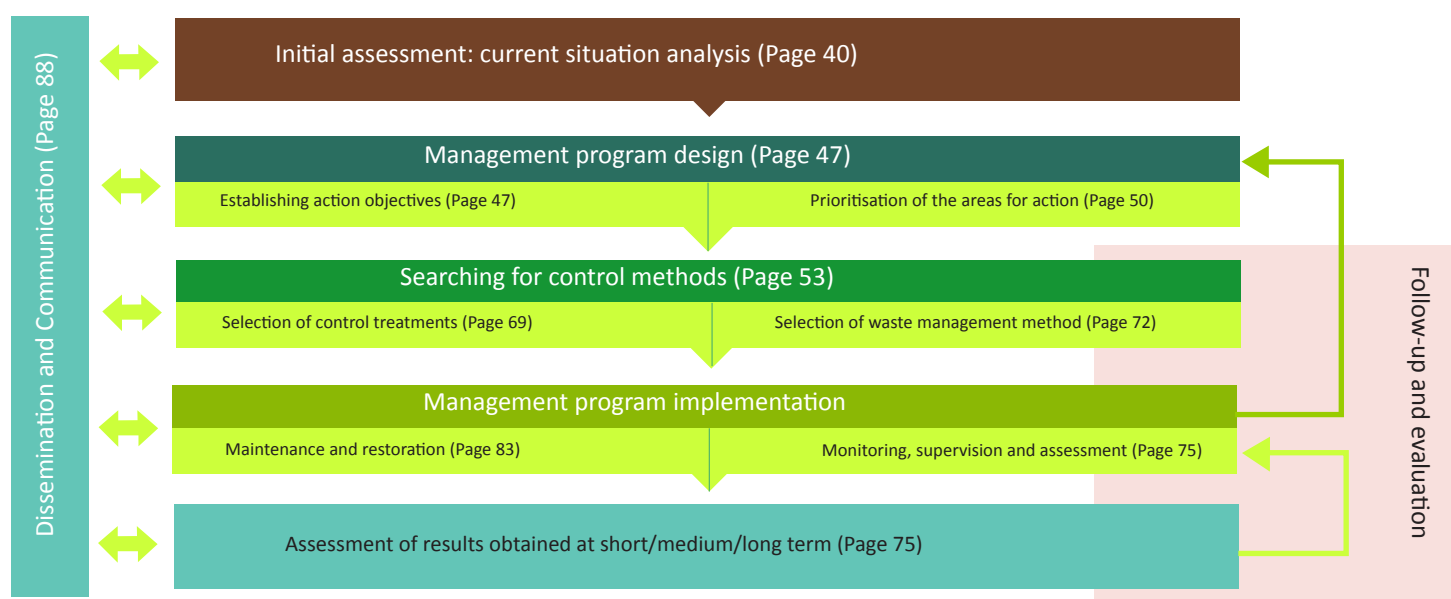 Dissemination and Communication (Page 88)
Initial assessment: current situation analysis (Page 40)
Management program design (Page 47)
Establishing action objectives (Page 47)
Prioritisation of the areas for action (Page 50)
Searching for control methods (Page 53)
Selection of control treatments (Page 69)
Selection of waste management method (Page 72)
Management program implementation
Maintenance and restoration (Page 83)
Monitoring, supervision and assessment (Page 75)
Assessment of results obtained at short/medium/long term (Page 75)
Follow-up and evaluation